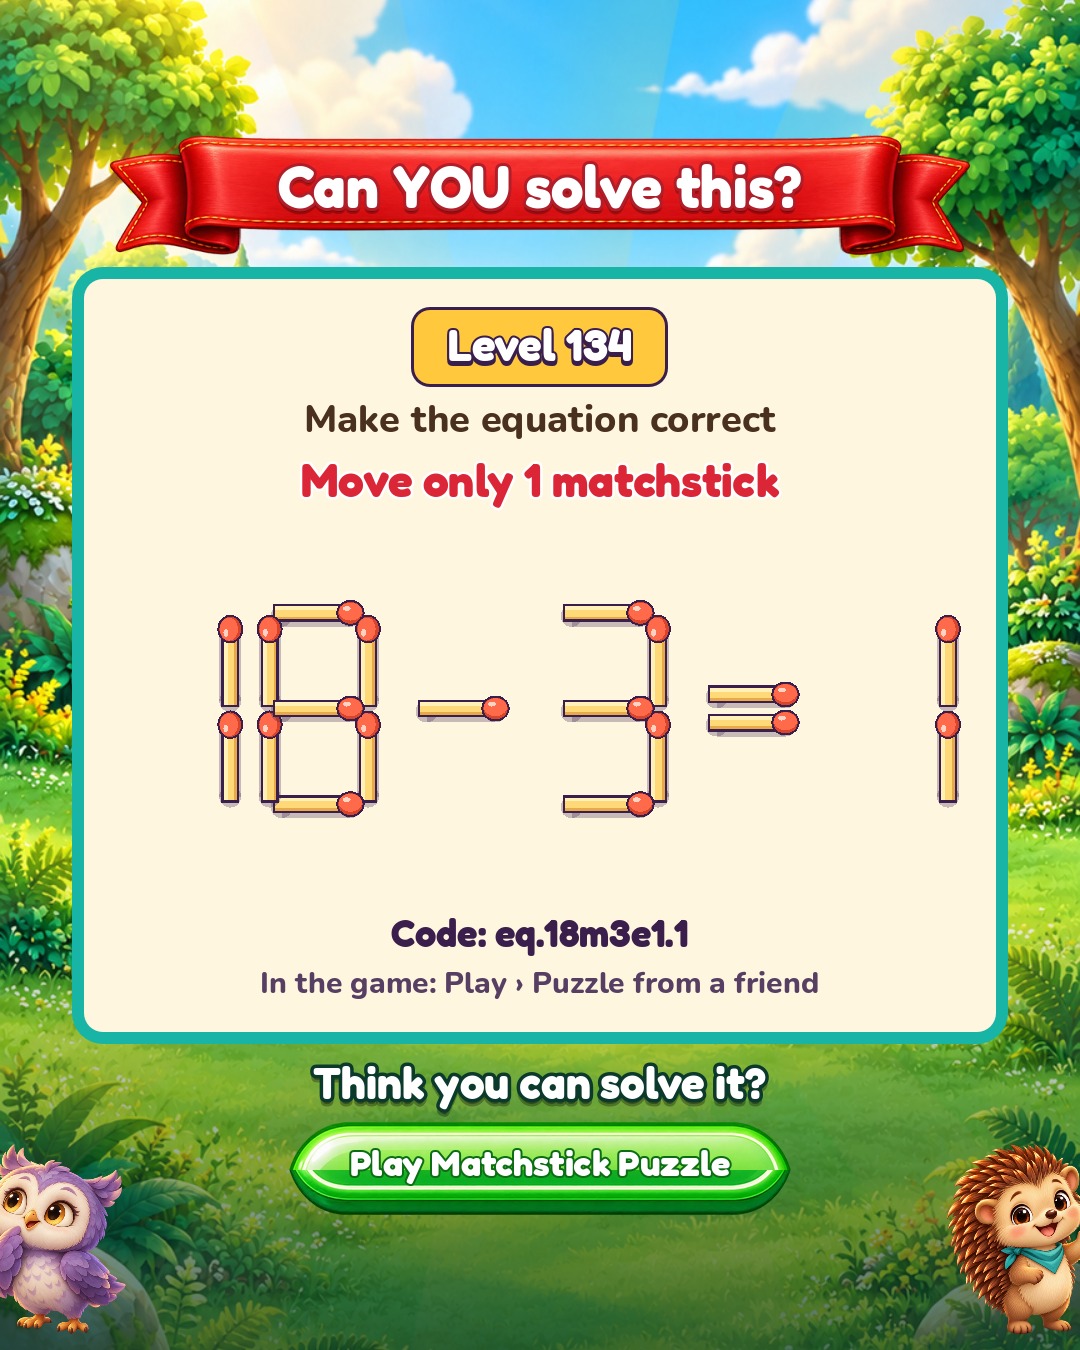 Can YOU solve this?
Level 134
Make the equation correct
Move only 1 matchstick
18 - 3 = 1
Code: eq.18m3e1.1
In the game: Play › Puzzle from a friend
Think you can solve it?
Play Matchstick Puzzle